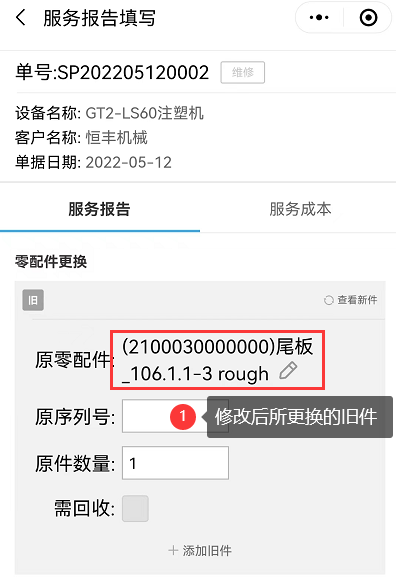 服务报告填写
单号:SP202205120002 维修
设备名称: GT2-LS60注塑机
客户名称: 恒丰机械
单据日期: 2022-05-12
服务报告 服务成本
零配件更换
旧 查看新件
原零配件: (2100030000000)尾板
_106.1.1-3 rough
原序列号: 1 修改后所更换的旧件
原件数量: 1
需回收:
+ 添加旧件